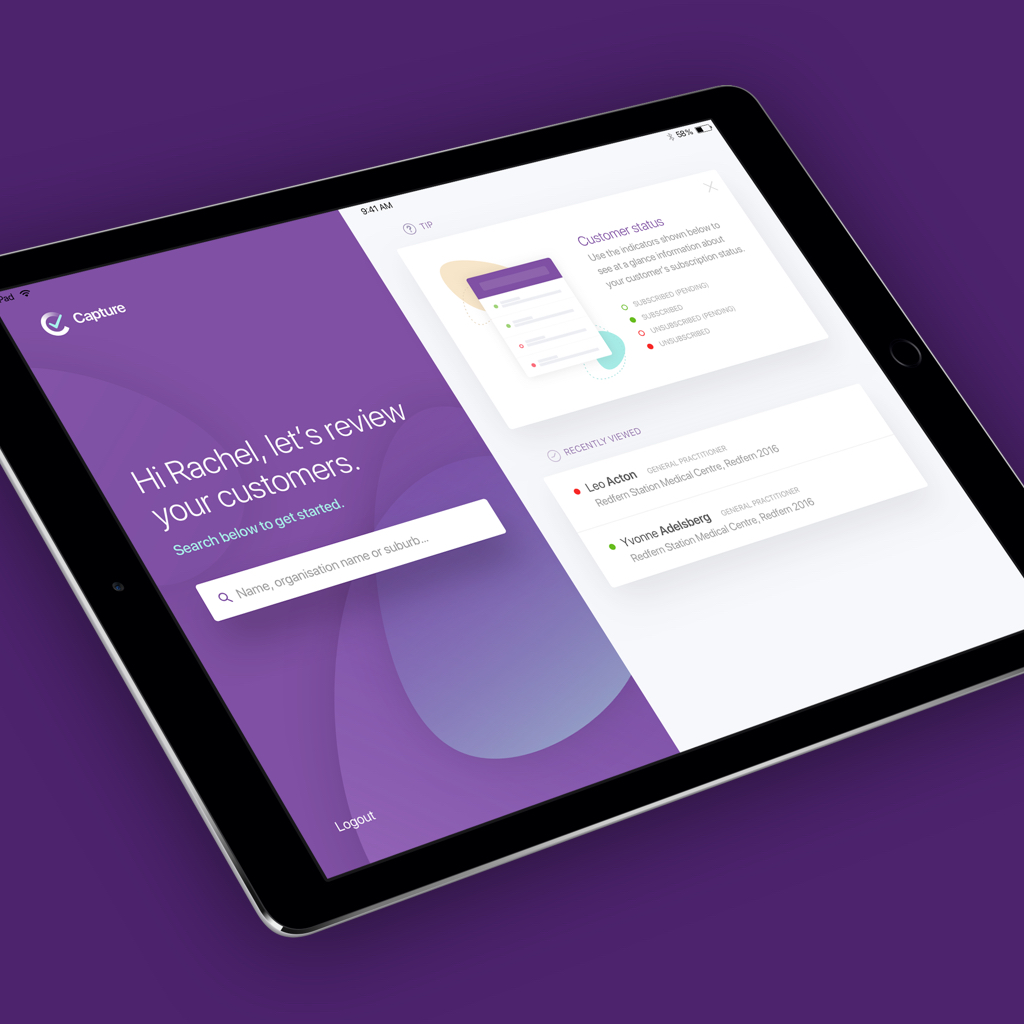 Pad
Capture
Hi Rachel, let's review
your customers.
Search below to get started.
Name, organisation name or suburb...
Logout
9:41 AM
58%
TIP
Customer status
Use the indicators shown below to
see at a glance information about
your customer's subscription status.
SUBSCRIBED (PENDING)
SUBSCRIBED
UNSUBSCRIBED (PENDING)
UNSUBSCRIBED
RECENTLY VIEWED
Leo Acton GENERAL PRACTITIONER
Redfern Station Medical Centre, Redfern 2016
Yvonne Adelsberg GENERAL PRACTITIONER
Redfern Station Medical Centre, Redfern 2016